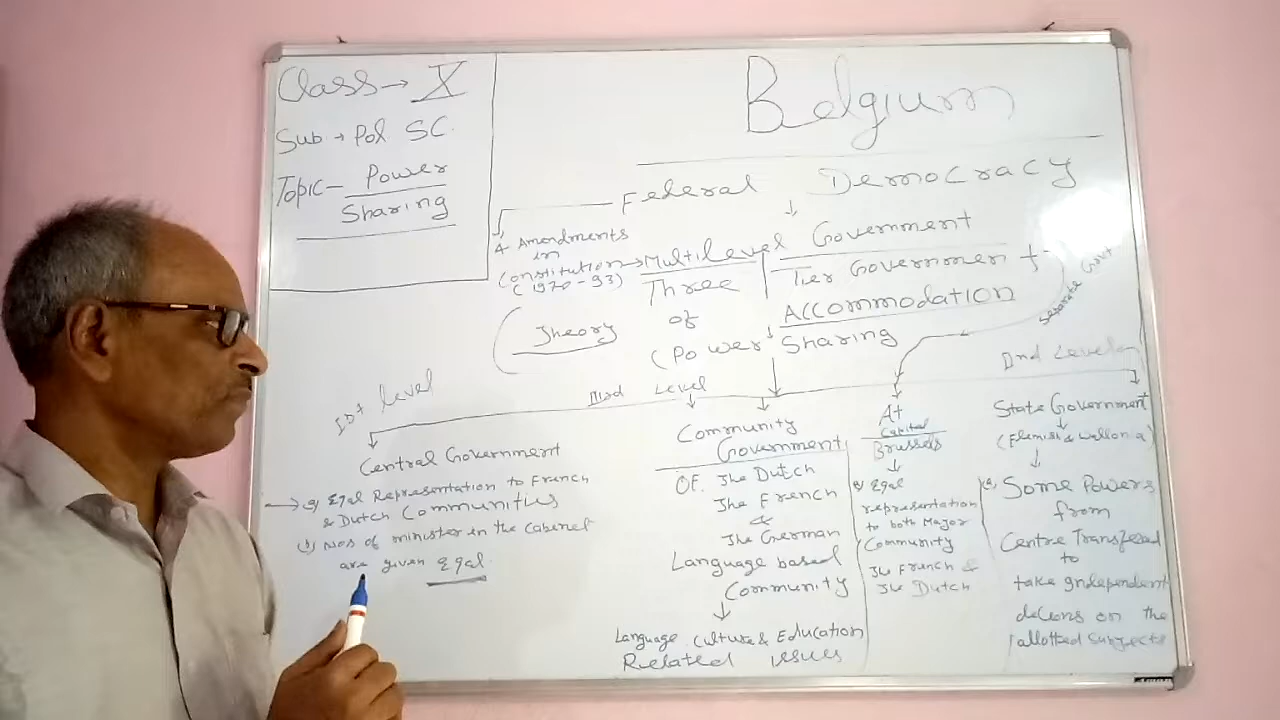 Class → X
Sub → Pol SC.
Topic - Power
Sharing
Belgium
Federal Democracy
4 Amendments
in
Constitution → Multilevel Government
(1970-93)
Three Tier Government
Separate Govt
Theory of ACCOMMODATION
(Power Sharing
Ist level
IIIrd Level
IInd Level
Central Government
→ a) Eqal Representation to French
& Dutch Communities
(b) Nos of minister in the Cabinet
are given Eqal.
Community
Government
OF. The Dutch
The French
&
The German
Language based
Community
Language, Culture & Education
Related issues
At
Capital
Brussels
a) Eqal
representation
to both Major
Community
The French &
The Dutch
State Government
(Flemish & Wallonia)
(a) Some Powers
from
Centre Transfered
to
take independent
on the
allotted Subjects